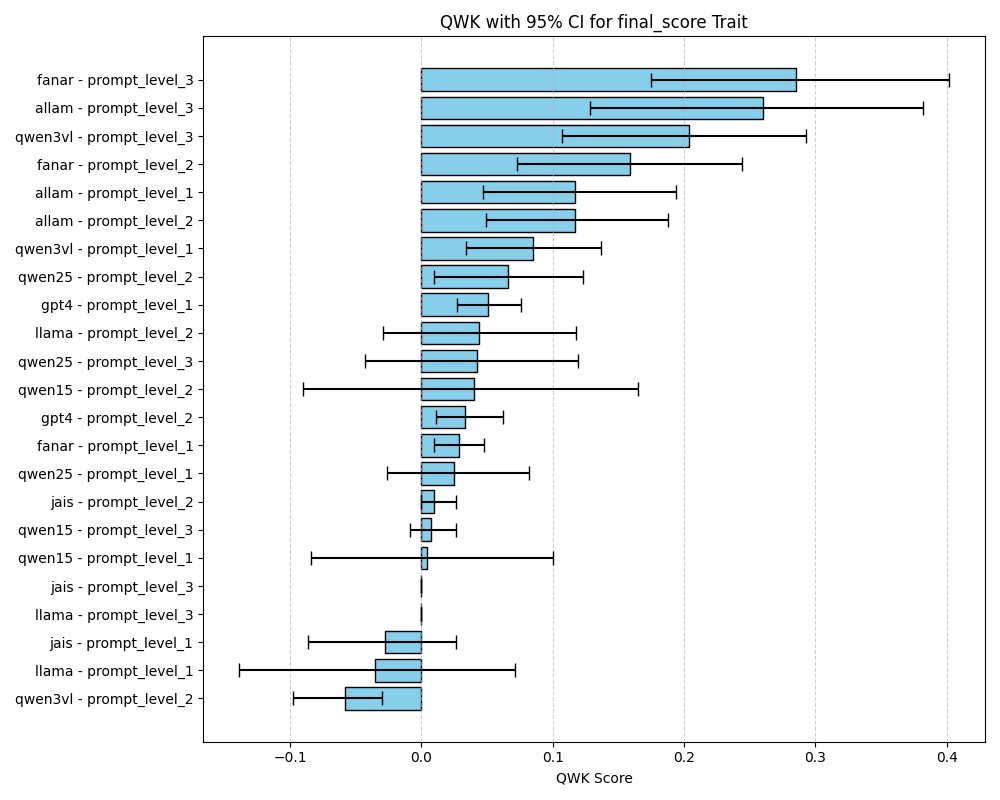 QWK with 95% CI for final_score Trait
fanar - prompt_level_3
allam - prompt_level_3
qwen3vl - prompt_level_3
fanar - prompt_level_2
allam - prompt_level_1
allam - prompt_level_2
qwen3vl - prompt_level_1
qwen25 - prompt_level_2
gpt4 - prompt_level_1
llama - prompt_level_2
qwen25 - prompt_level_3
qwen15 - prompt_level_2
gpt4 - prompt_level_2
fanar - prompt_level_1
qwen25 - prompt_level_1
jais - prompt_level_2
qwen15 - prompt_level_3
qwen15 - prompt_level_1
jais - prompt_level_3
llama - prompt_level_3
jais - prompt_level_1
llama - prompt_level_1
qwen3vl - prompt_level_2
−0.1 0.0 0.1 0.2 0.3 0.4
QWK Score